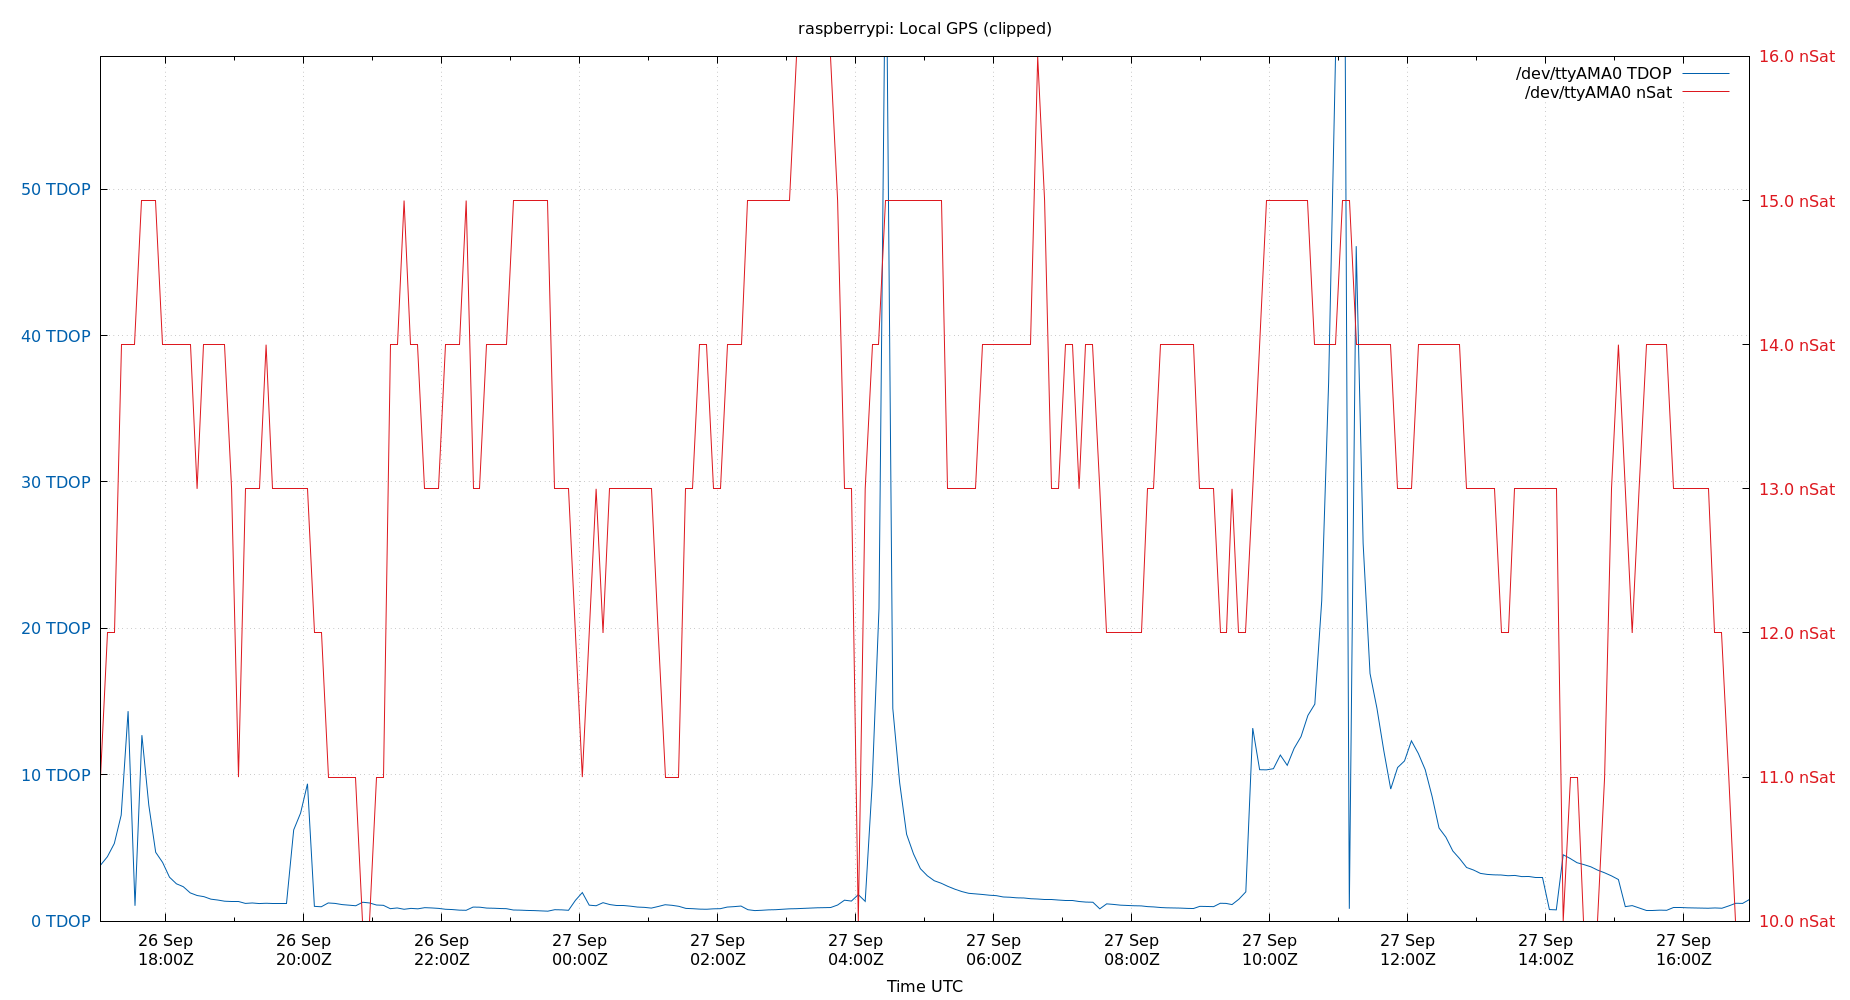 raspberrypi: Local GPS (clipped)
16.0 nSat
/dev/ttyAMA0 TDOP
/dev/ttyAMA0 nSat
50 TDOP
15.0 nSat
40 TDOP
14.0 nSat
30 TDOP
13.0 nSat
20 TDOP
12.0 nSat
10 TDOP
11.0 nSat
0 TDOP
10.0 nSat
26 Sep 26 Sep 26 Sep 27 Sep 27 Sep 27 Sep 27 Sep 27 Sep 27 Sep 27 Sep 27 Sep 27 Sep
18:00Z 20:00Z 22:00Z 00:00Z 02:00Z 04:00Z 06:00Z 08:00Z 10:00Z 12:00Z 14:00Z 16:00Z
Time UTC